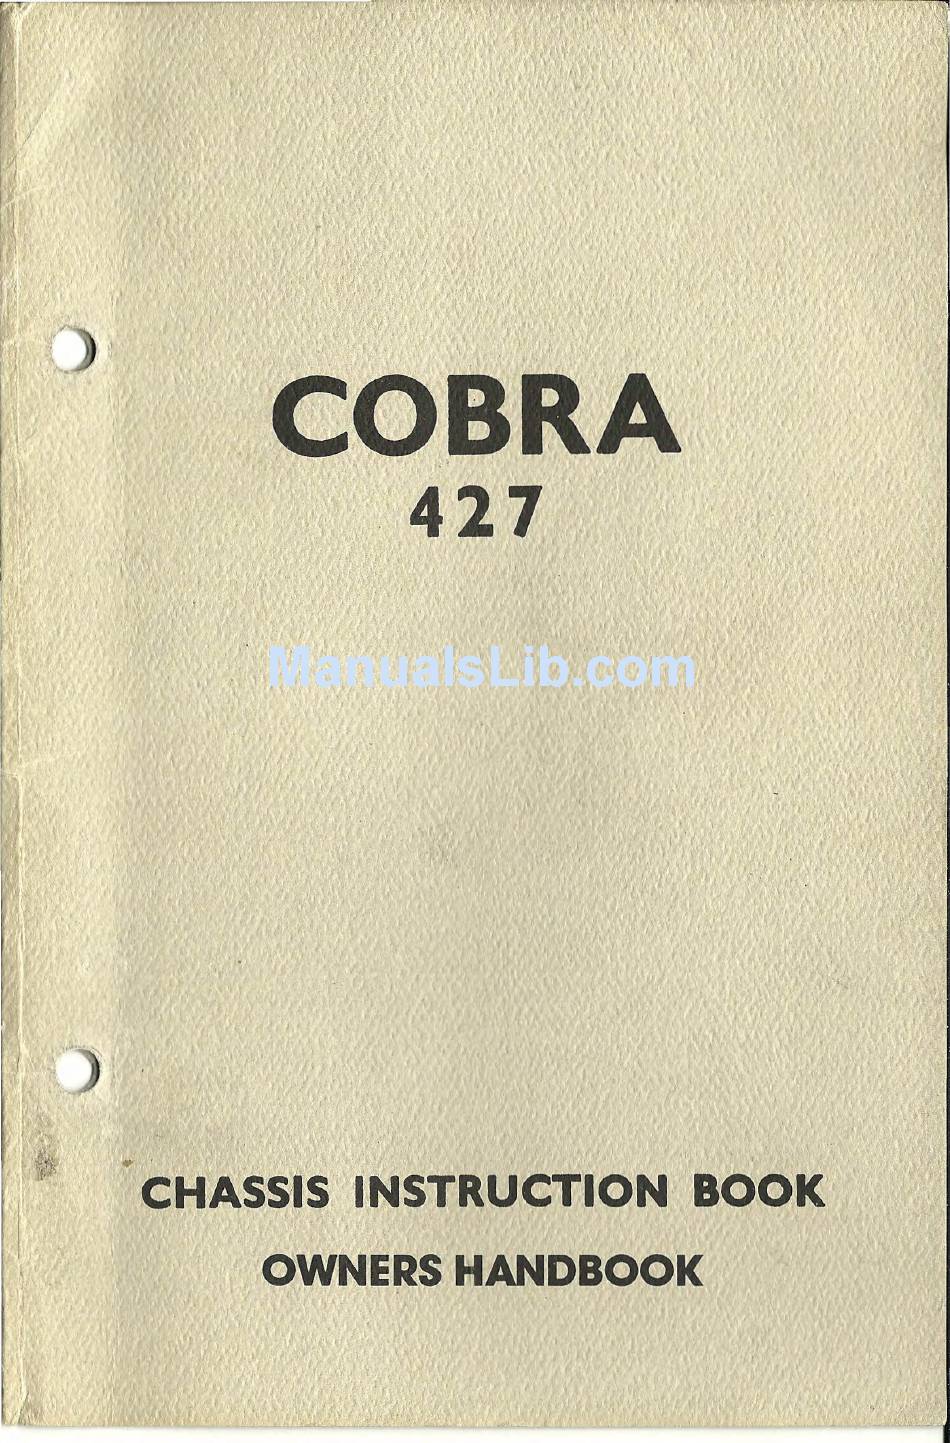 COBRA
427
ManualsLib.com
CHASSIS INSTRUCTION BOOK
OWNERS HANDBOOK